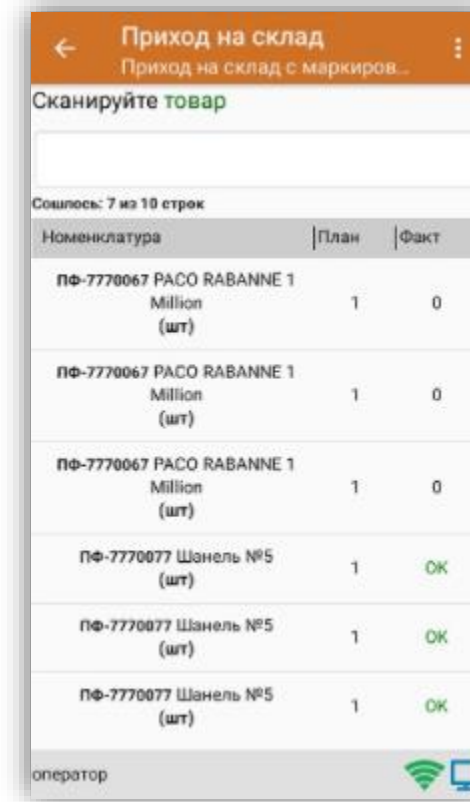 Приход на склад
Приход на склад с маркиров...
Сканируйте товар
Сошлось: 7 из 10 строк
Номенклатура План Факт
ПФ-7770067 PACO RABANNE 1
Million 1 0
(шт)
ПФ-7770067 PACO RABANNE 1
Million 1 0
(шт)
ПФ-7770067 PACO RABANNE 1
Million 1 0
(шт)
ПФ-7770077 Шанель №5 1 OK
(шт)
ПФ-7770077 Шанель №5 1 OK
(шт)
ПФ-7770077 Шанель №5 1 OK
(шт)
оператор